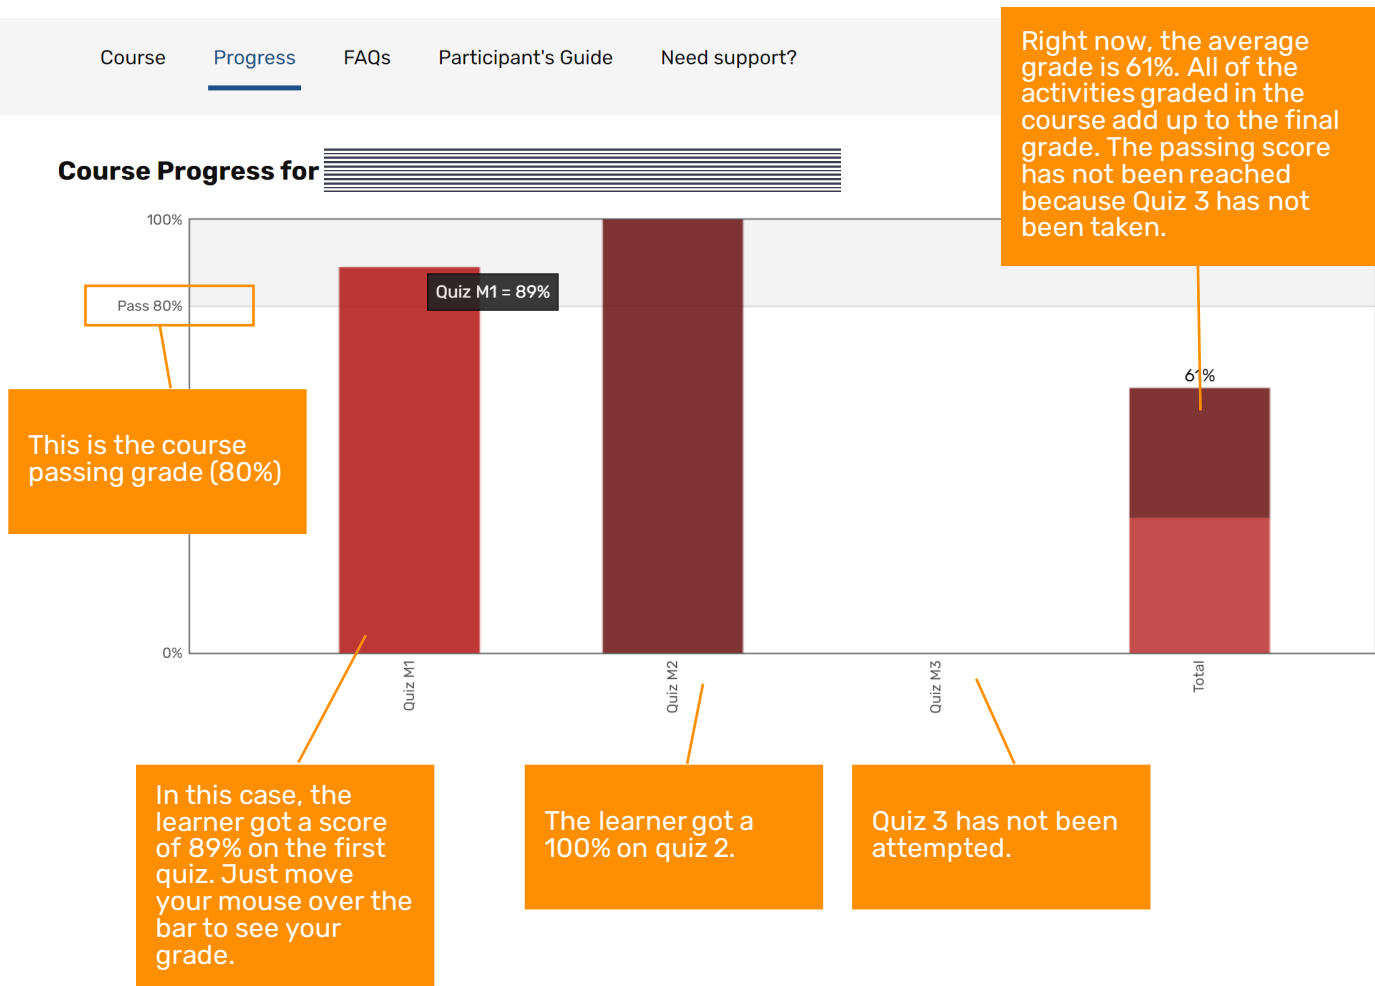 Course Progress FAQs Participant's Guide Need support?
Right now, the average
grade is 61%. All of the
activities graded in the
course add up to the final
grade. The passing score
has not been reached
because Quiz 3 has not
been taken.
Course Progress for
100%
Quiz M1 = 89%
Pass 80%
61%
This is the course
passing grade (80%)
0%
Quiz M1
Quiz M2
Quiz M3
Total
In this case, the
learner got a score
of 89% on the first
quiz. Just move
your mouse over the
bar to see your
grade.
The learner got a
100% on quiz 2.
Quiz 3 has not been
attempted.